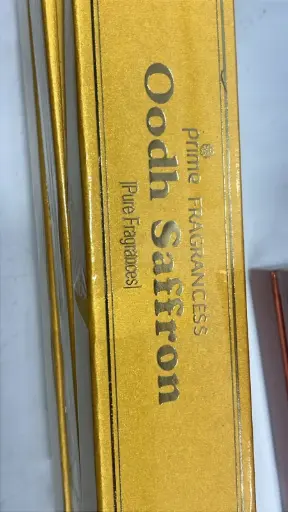 prime FRAGRANCESS
Oodh Saffron
|Pure Fragrances|